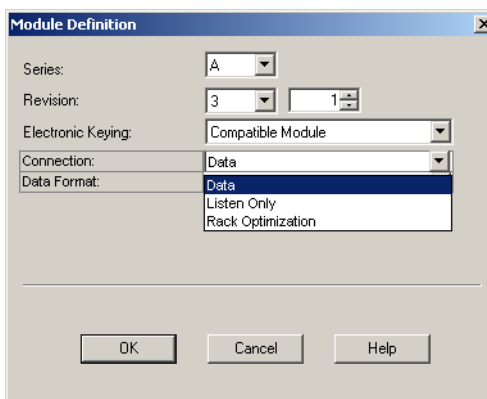 Module Definition
Series: A
Revision: 3 1
Electronic Keying: Compatible Module
Connection: Data
Data Format:
Data
Listen Only
Rack Optimization
OK Cancel Help